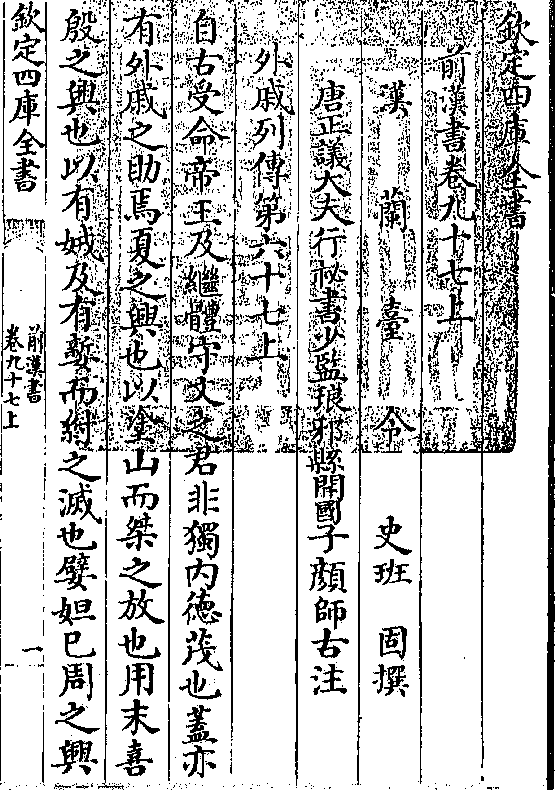 欽定四庫全書
前漢書卷九十七上
漢蘭臺令史班固撰
唐正議大夫行祕書少監琅邪縣開國子顔師古注
外戚列傳第六十七上
自古受命帝王及繼體守文之君非獨內德茂也蓋亦
有外戚之助焉夏之興也以塗山而桀之放也用末喜
殷之興也以有娀及有㜪而紂之滅也嬖妲已周之興
欽定四庫全書
前漢書
卷九十七上
一